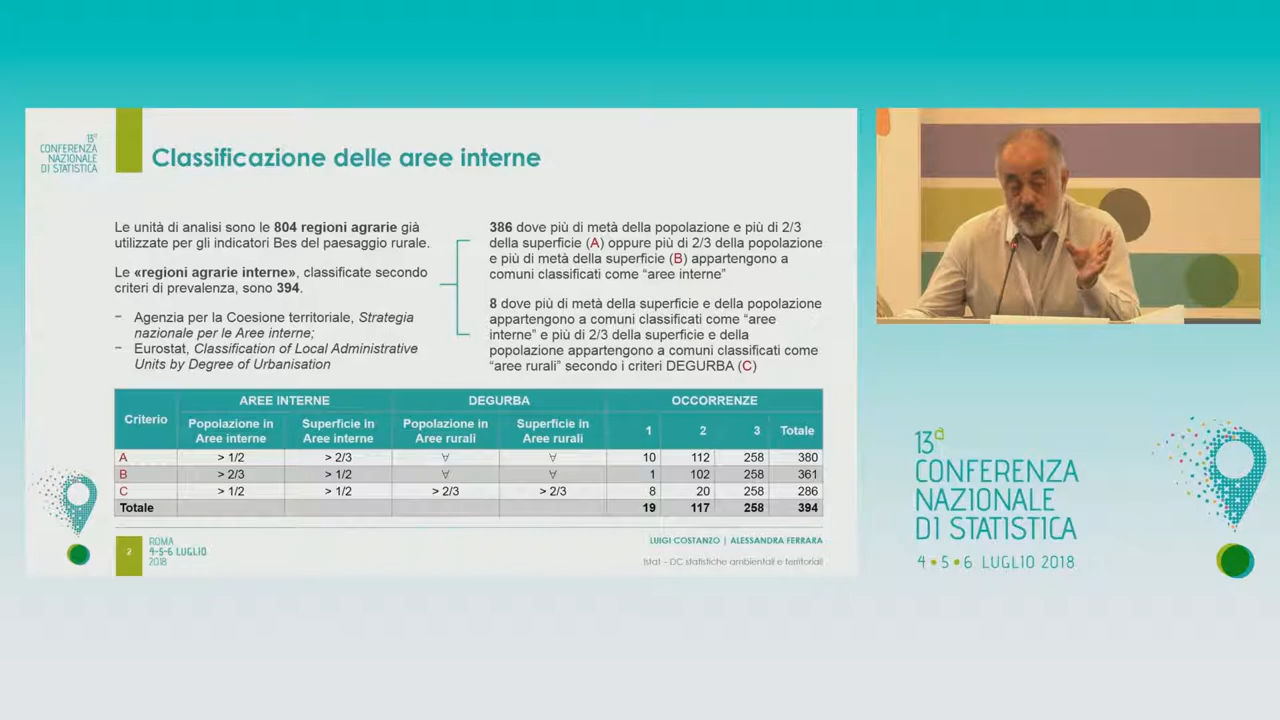 13ª
CONFERENZA
NAZIONALE
DI STATISTICA
Classificazione delle aree interne
Le unità di analisi sono le 804 regioni agrarie già
utilizzate per gli indicatori Bes del paesaggio rurale.
Le «regioni agrarie interne», classificate secondo
criteri di prevalenza, sono 394.
− Agenzia per la Coesione territoriale, Strategia
nazionale per le Aree interne;
− Eurostat, Classification of Local Administrative
Units by Degree of Urbanisation
386 dove più di metà della popolazione e più di 2/3
della superficie (A) oppure più di 2/3 della popolazione
e più di metà della superficie (B) appartengono a
comuni classificati come “aree interne”
8 dove più di metà della superficie e della popolazione
appartengono a comuni classificati come “aree
interne” e più di 2/3 della superficie e della
popolazione appartengono a comuni classificati come
“aree rurali” secondo i criteri DEGURBA (C)
Criterio AREE INTERNE DEGURBA OCCORRENZE
Popolazione in Aree interne Superficie in Aree interne Popolazione in Aree rurali Superficie in Aree rurali 1 2 3 Totale
A > 1/2 > 2/3 ∀ ∀ 10 112 258 380
B > 2/3 > 1/2 ∀ ∀ 1 102 258 361
C > 1/2 > 1/2 > 2/3 > 2/3 8 20 258 286
Totale 19 117 258 394
2
ROMA
4-5-6 LUGLIO
2018
LUIGI COSTANZO | ALESSANDRA FERRARA
Istat – DC statistiche ambientali e territoriali
13ª
CONFERENZA
NAZIONALE
DI STATISTICA
4•5•6 LUGLIO 2018